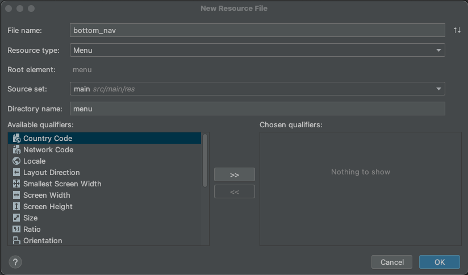 New Resource File
File name: bottom_nav
Resource type: Menu
Root element: menu
Source set: main src/main/res
Directory name: menu
Available qualifiers: Chosen qualifiers:
Country Code
Network Code
Locale
Layout Direction
Smallest Screen Width
Screen Width
Screen Height
Size
Ratio
Orientation
>>
<<
Nothing to show
? Cancel OK